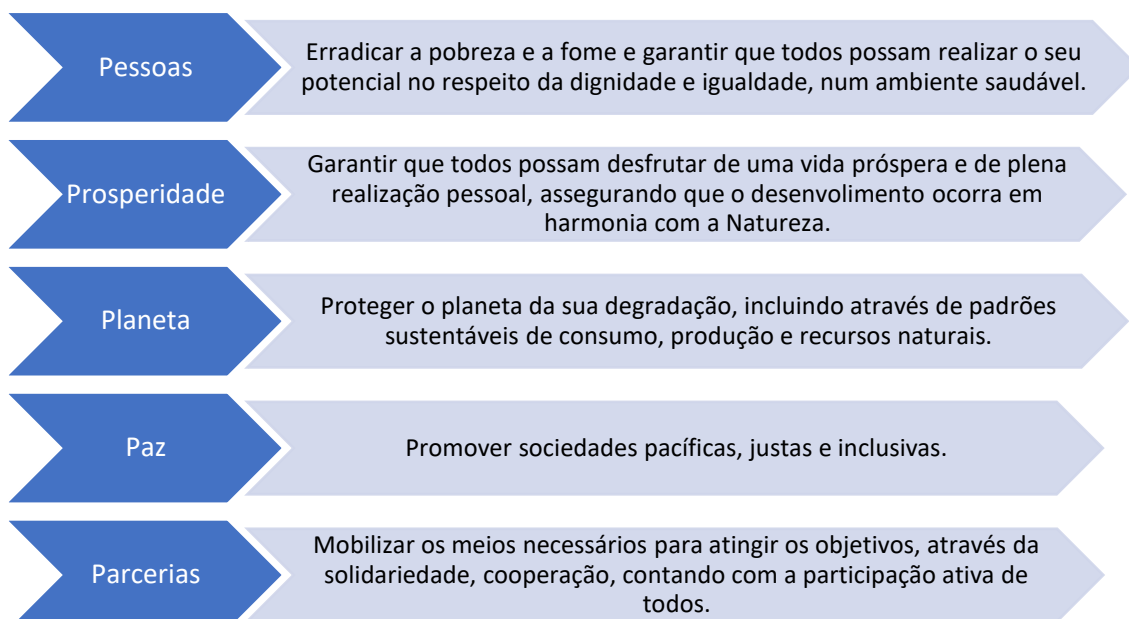 Pessoas
Erradicar a pobreza e a fome e garantir que todos possam realizar o seu
potencial no respeito da dignidade e igualdade, num ambiente saudável.
Prosperidade
Garantir que todos possam desfrutar de uma vida próspera e de plena
realização pessoal, assegurando que o desenvolvimento ocorra em
harmonia com a Natureza.
Planeta
Proteger o planeta da sua degradação, incluindo através de padrões
sustentáveis de consumo, produção e recursos naturais.
Paz
Promover sociedades pacíficas, justas e inclusivas.
Parcerias
Mobilizar os meios necessários para atingir os objetivos, através da
solidariedade, cooperação, contando com a participação ativa de
todos.